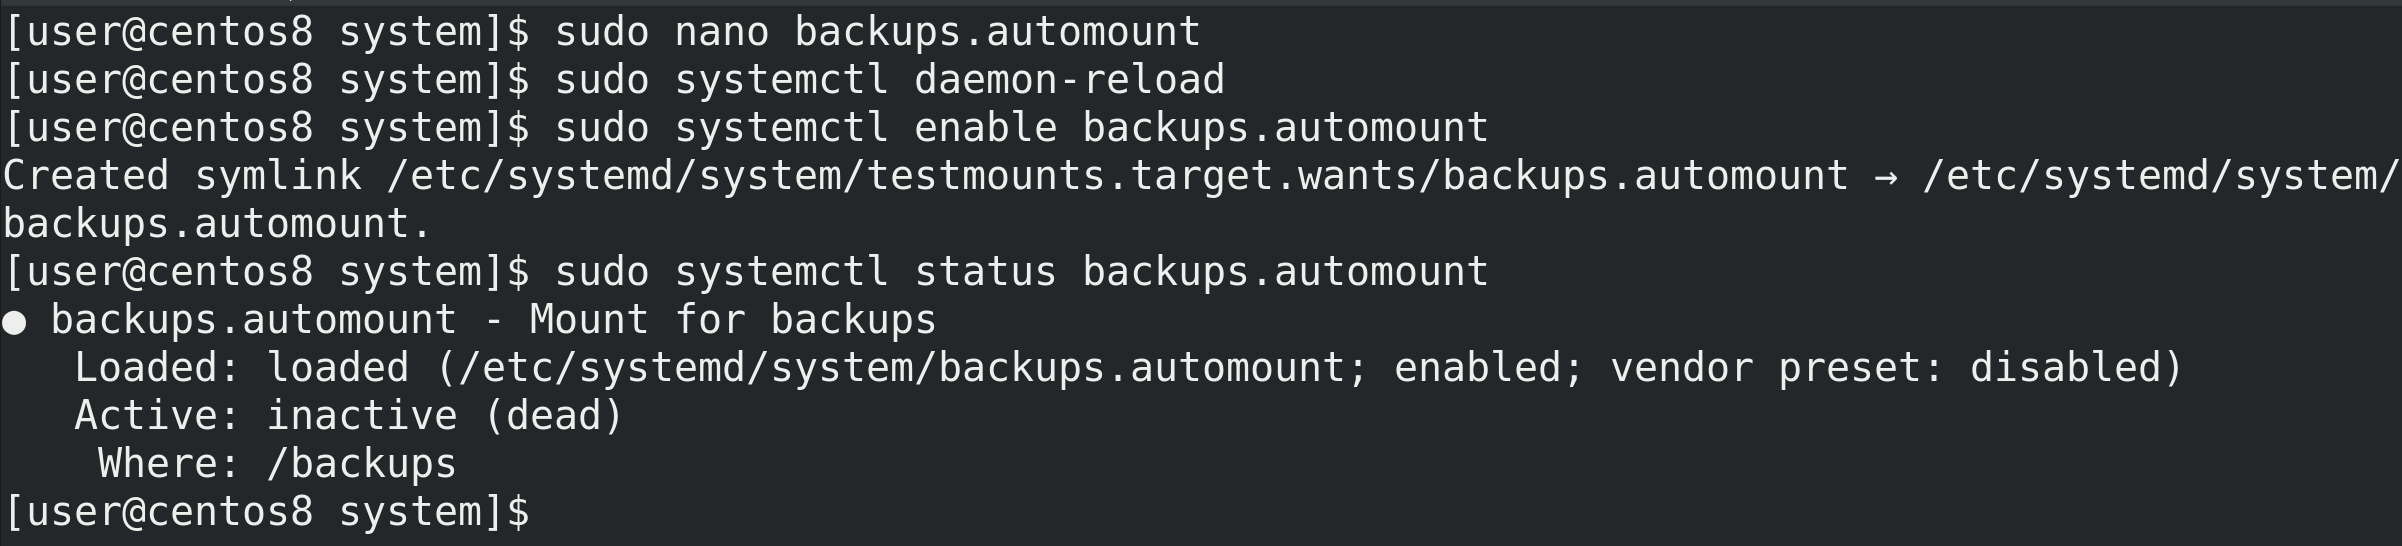 [user@centos8 system]$ sudo nano backups.automount
[user@centos8 system]$ sudo systemctl daemon-reload
[user@centos8 system]$ sudo systemctl enable backups.automount
Created symlink /etc/systemd/system/testmounts.target.wants/backups.automount → /etc/systemd/system/
backups.automount.
[user@centos8 system]$ sudo systemctl status backups.automount
● backups.automount - Mount for backups
   Loaded: loaded (/etc/systemd/system/backups.automount; enabled; vendor preset: disabled)
   Active: inactive (dead)
    Where: /backups
[user@centos8 system]$